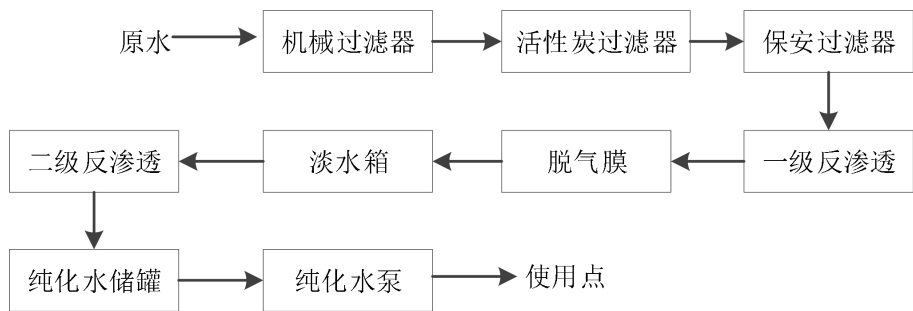 原水
机械过滤器
活性炭过滤器
保安过滤器
一级反渗透
脱气膜
淡水箱
二级反渗透
纯化水储罐
纯化水泵
使用点